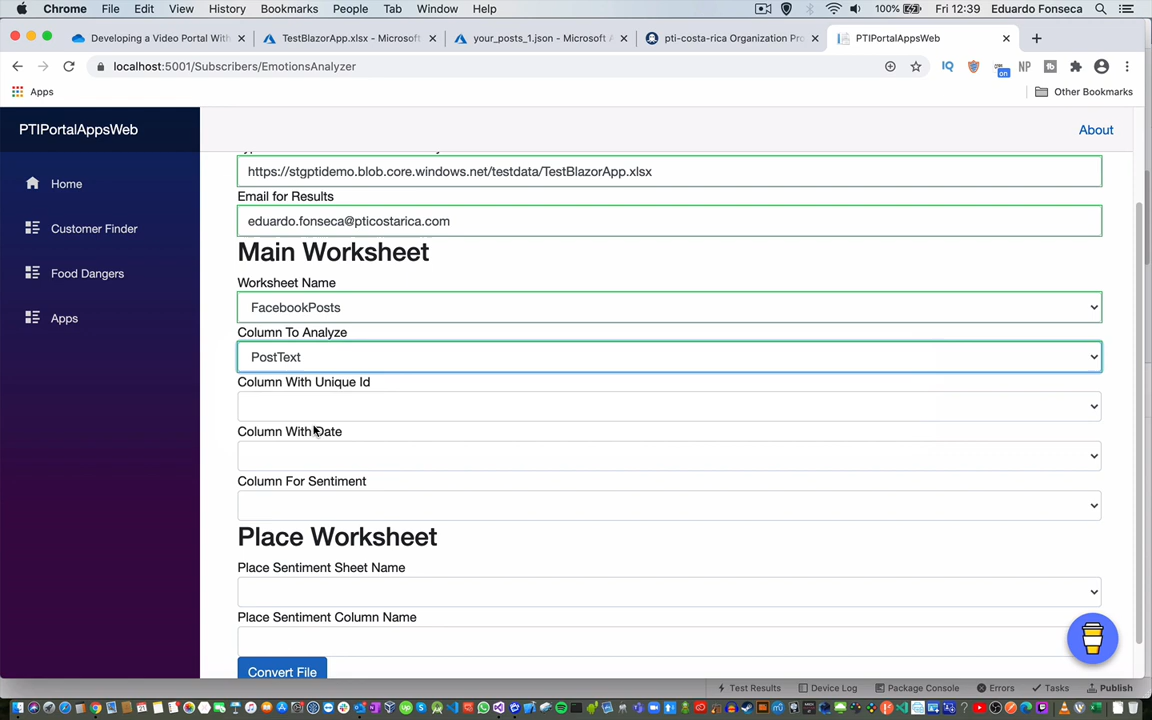 Chrome File Edit View History Bookmarks People Tab Window Help 100% Fri 12:39 Eduardo Fonseca
Developing a Video Portal With TestBlazorApp.xlsx - Microsoft your_posts_1.json - Microsoft A pti-costa-rica Organization Pro PTIPortalAppsWeb
localhost:5001/Subscribers/EmotionsAnalyzer IQ on NP
Apps Other Bookmarks
PTIPortalAppsWeb
About
Home
Customer Finder
Food Dangers
Apps
https://stgptidemo.blob.core.windows.net/testdata/TestBlazorApp.xlsx
Email for Results
eduardo.fonseca@pticostarica.com
Main Worksheet
Worksheet Name
FacebookPosts
Column To Analyze
PostText
Column With Unique Id
Column With Date
Column For Sentiment
Place Worksheet
Place Sentiment Sheet Name
Place Sentiment Column Name
Convert File
Test Results Device Log Package Console Errors Tasks Publish